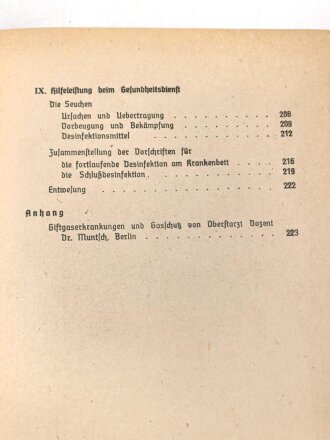 IX. Hilfeleistung beim Gesundheitsdienst
Die Seuchen
Ursachen und Uebertragung . . . . . . . . . . 206
Vorbeugung und Bekämpfung . . . . . . . . . 209
Desinfektionsmittel . . . . . . . . . . . . . 212
Zusammenstellung der Vorschriften für
die fortlaufende Desinfektion am Krankenbett . . . . 216
die Schlußdesinfektion . . . . . . . . . . . . 219
Entwesung . . . . . . . . . . . . . . . 222
Anhang
Giftgaserkrankungen und Gasschutz von Oberstarzt Dozent
Dr. Muntsch, Berlin . . . . . . . . . . . . 223